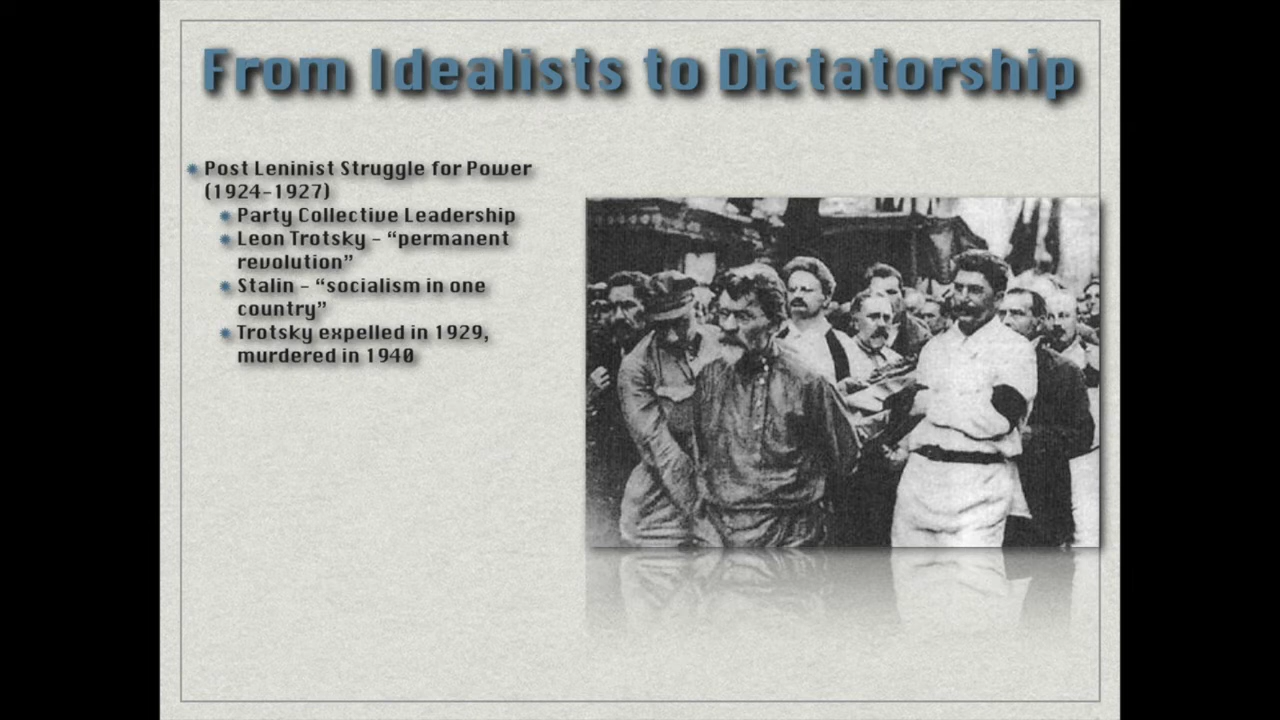 From Idealists to Dictatorship
Post Leninist Struggle for Power
(1924-1927)
Party Collective Leadership
Leon Trotsky - “permanent
revolution”
Stalin - “socialism in one
country”
Trotsky expelled in 1929,
murdered in 1940